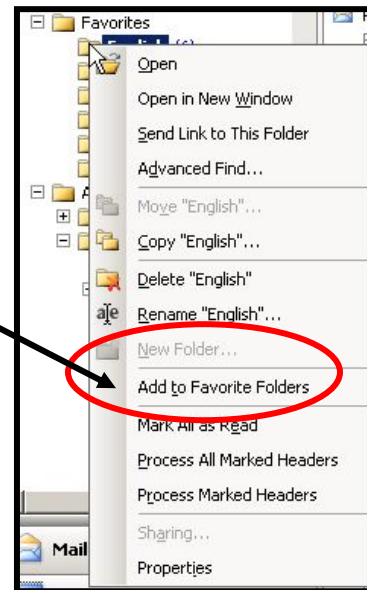 Favorites
English (6)
Open
Open in New Window
Send Link to This Folder
Advanced Find...
Move "English"...
Copy "English"...
Delete "English"
Rename "English"...
New Folder...
Add to Favorite Folders
Mark All as Read
Process All Marked Headers
Process Marked Headers
Sharing...
Mail
Properties